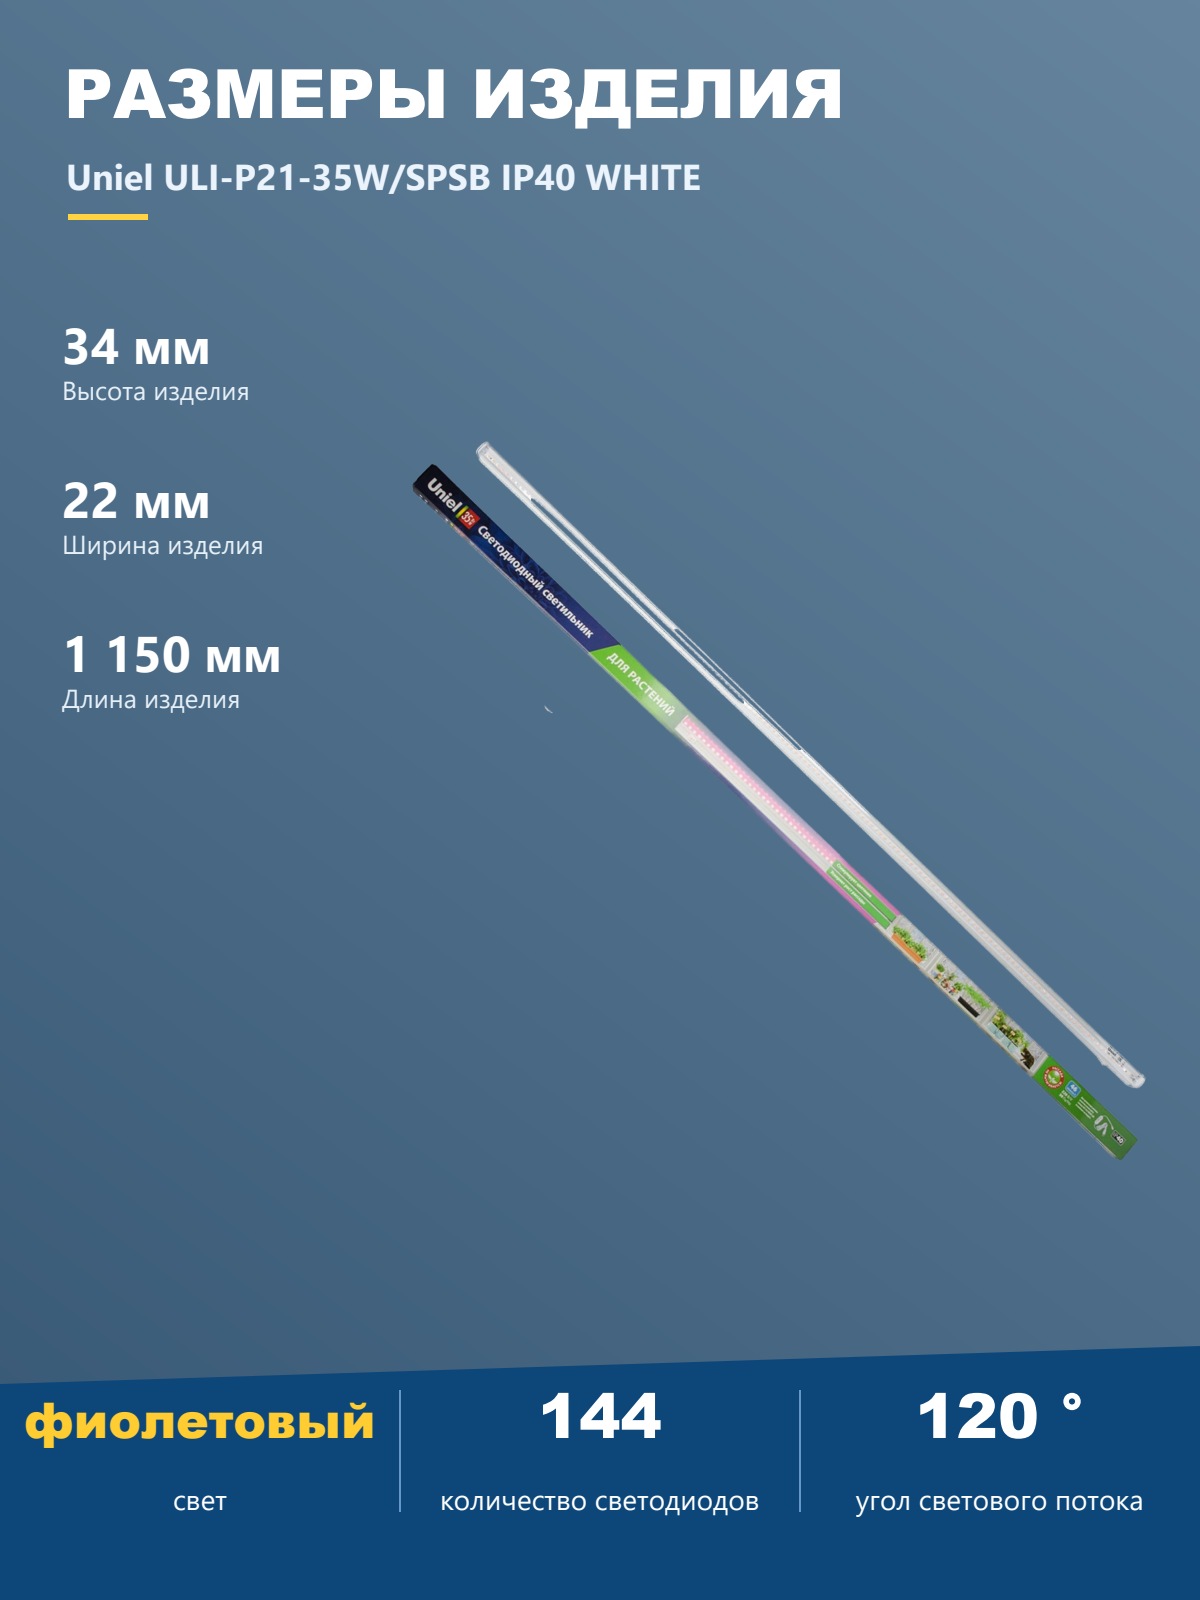 РАЗМЕРЫ ИЗДЕЛИЯ
Uniel ULI-P21-35W/SPSB IP40 WHITE
34 мм
Высота изделия
22 мм
Ширина изделия
1 150 мм
Длина изделия
Uniel 35
Светодиодный светильник
ДЛЯ РАСТЕНИЙ
фиолетовый
свет
144
количество светодиодов
120 °
угол светового потока